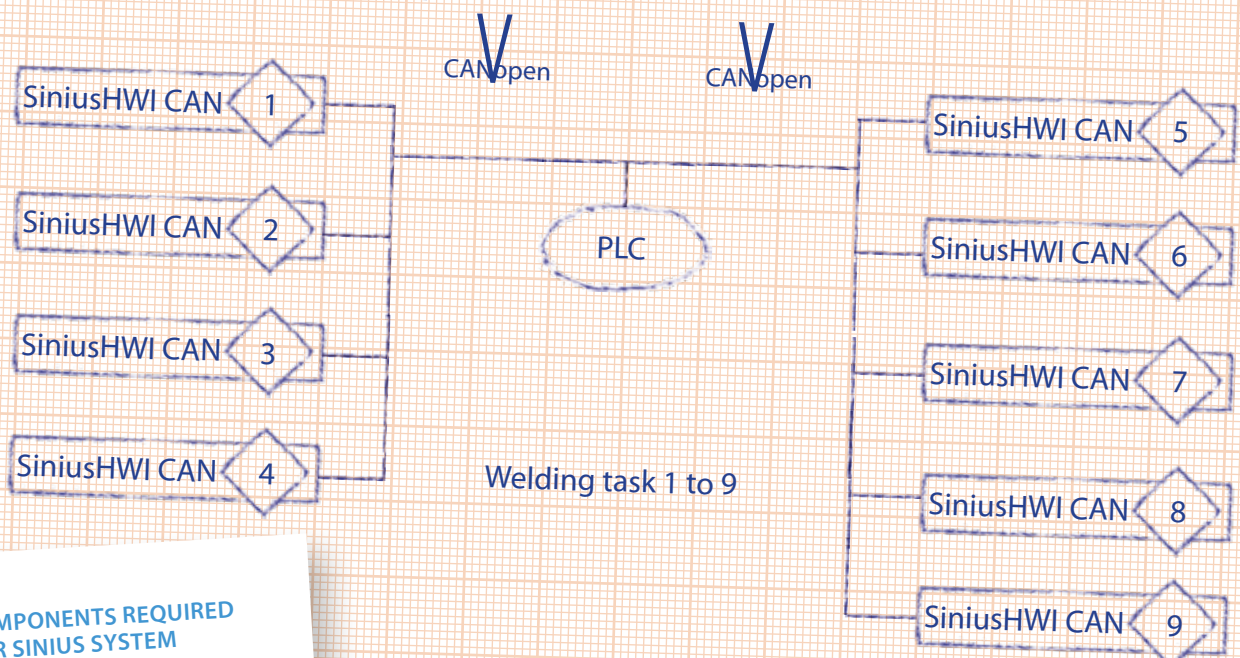 CANopen
CANopen
SiniusHWI CAN 1
SiniusHWI CAN 2
SiniusHWI CAN 3
SiniusHWI CAN 4
PLC
Welding task 1 to 9
SiniusHWI CAN 5
SiniusHWI CAN 6
SiniusHWI CAN 7
SiniusHWI CAN 8
SiniusHWI CAN 9
REQUIRED
SINIUS SYSTEM